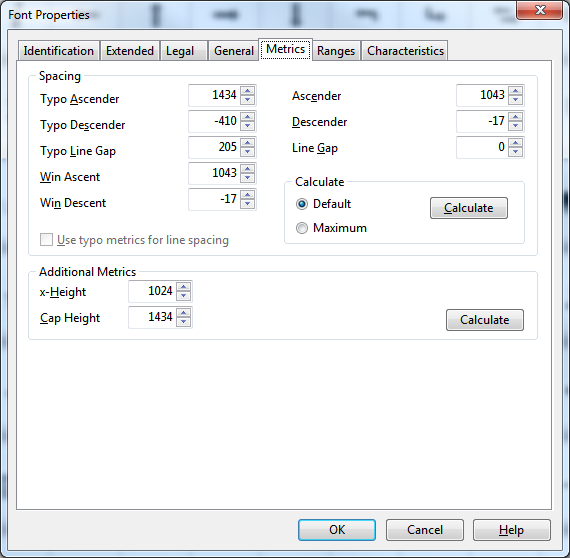 Font Properties
Identification Extended Legal General Metrics Ranges Characteristics
Spacing
Typo Ascender 1434 Ascender 1043
Typo Descender -410 Descender -17
Typo Line Gap 205 Line Gap 0
Win Ascent 1043
Win Descent -17
Calculate
Default Calculate
Maximum
Use typo metrics for line spacing
Additional Metrics
x-Height 1024
Cap Height 1434 Calculate
OK Cancel Help